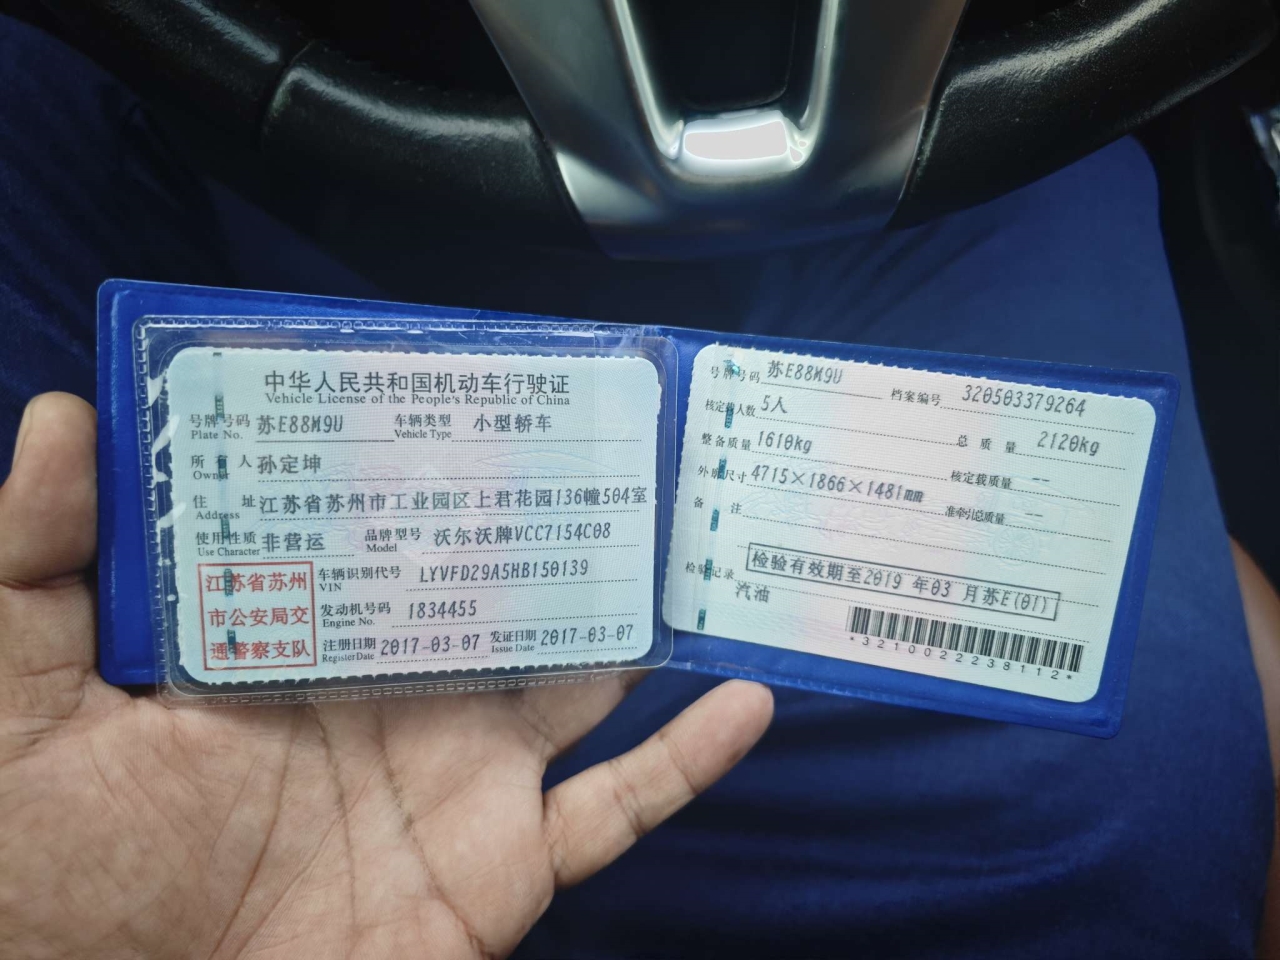 中华人民共和国机动车行驶证
Vehicle License of the People's Republic of China
号牌号码 苏E88M9U 车辆类型 小型轿车
Plate No. Vehicle Type
所有人 孙定坤
Owner
住址 江苏省苏州市工业园区上君花园136幢504室
Address
使用性质 非营运 品牌型号 沃尔沃牌VCC7154C08
Use Character Model
江苏省苏州
市公安局交
通警察支队
车辆识别代号 LYVFD29A5HB150139
VIN
发动机号码 1834455
Engine No.
注册日期 2017-03-07 发证日期 2017-03-07
Register Date Issue Date
号牌号码 苏E88M9U 档案编号 320503379264
核定载人数 5人 总质量 2120kg
整备质量 1610kg 核定载质量 --
外廓尺寸 4715×1866×1481mm 准牵引总质量 --
备注
检验记录 检验有效期至2019年03月苏E(01)
汽油
*3210022238112*